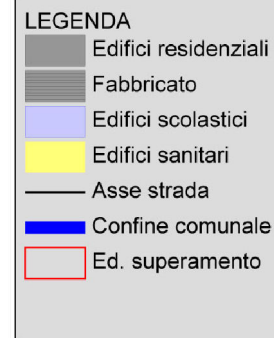 LEGENDA
Edifici residenziali
Fabbricato
Edifici scolastici
Edifici sanitari
Asse strada
Confine comunale
Ed. superamento